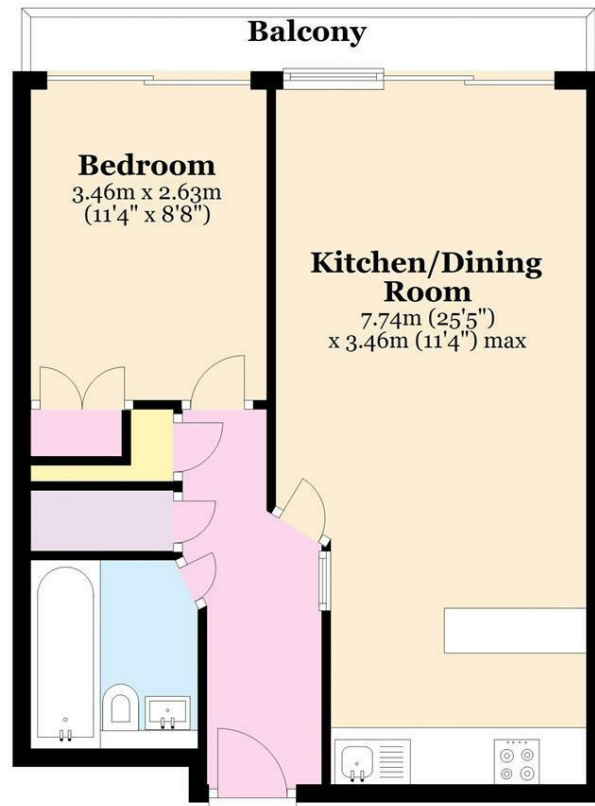 Balcony
Bedroom
3.46m x 2.63m
(11'4" x 8'8")
Kitchen/Dining
Room
7.74m (25'5")
x 3.46m (11'4") max